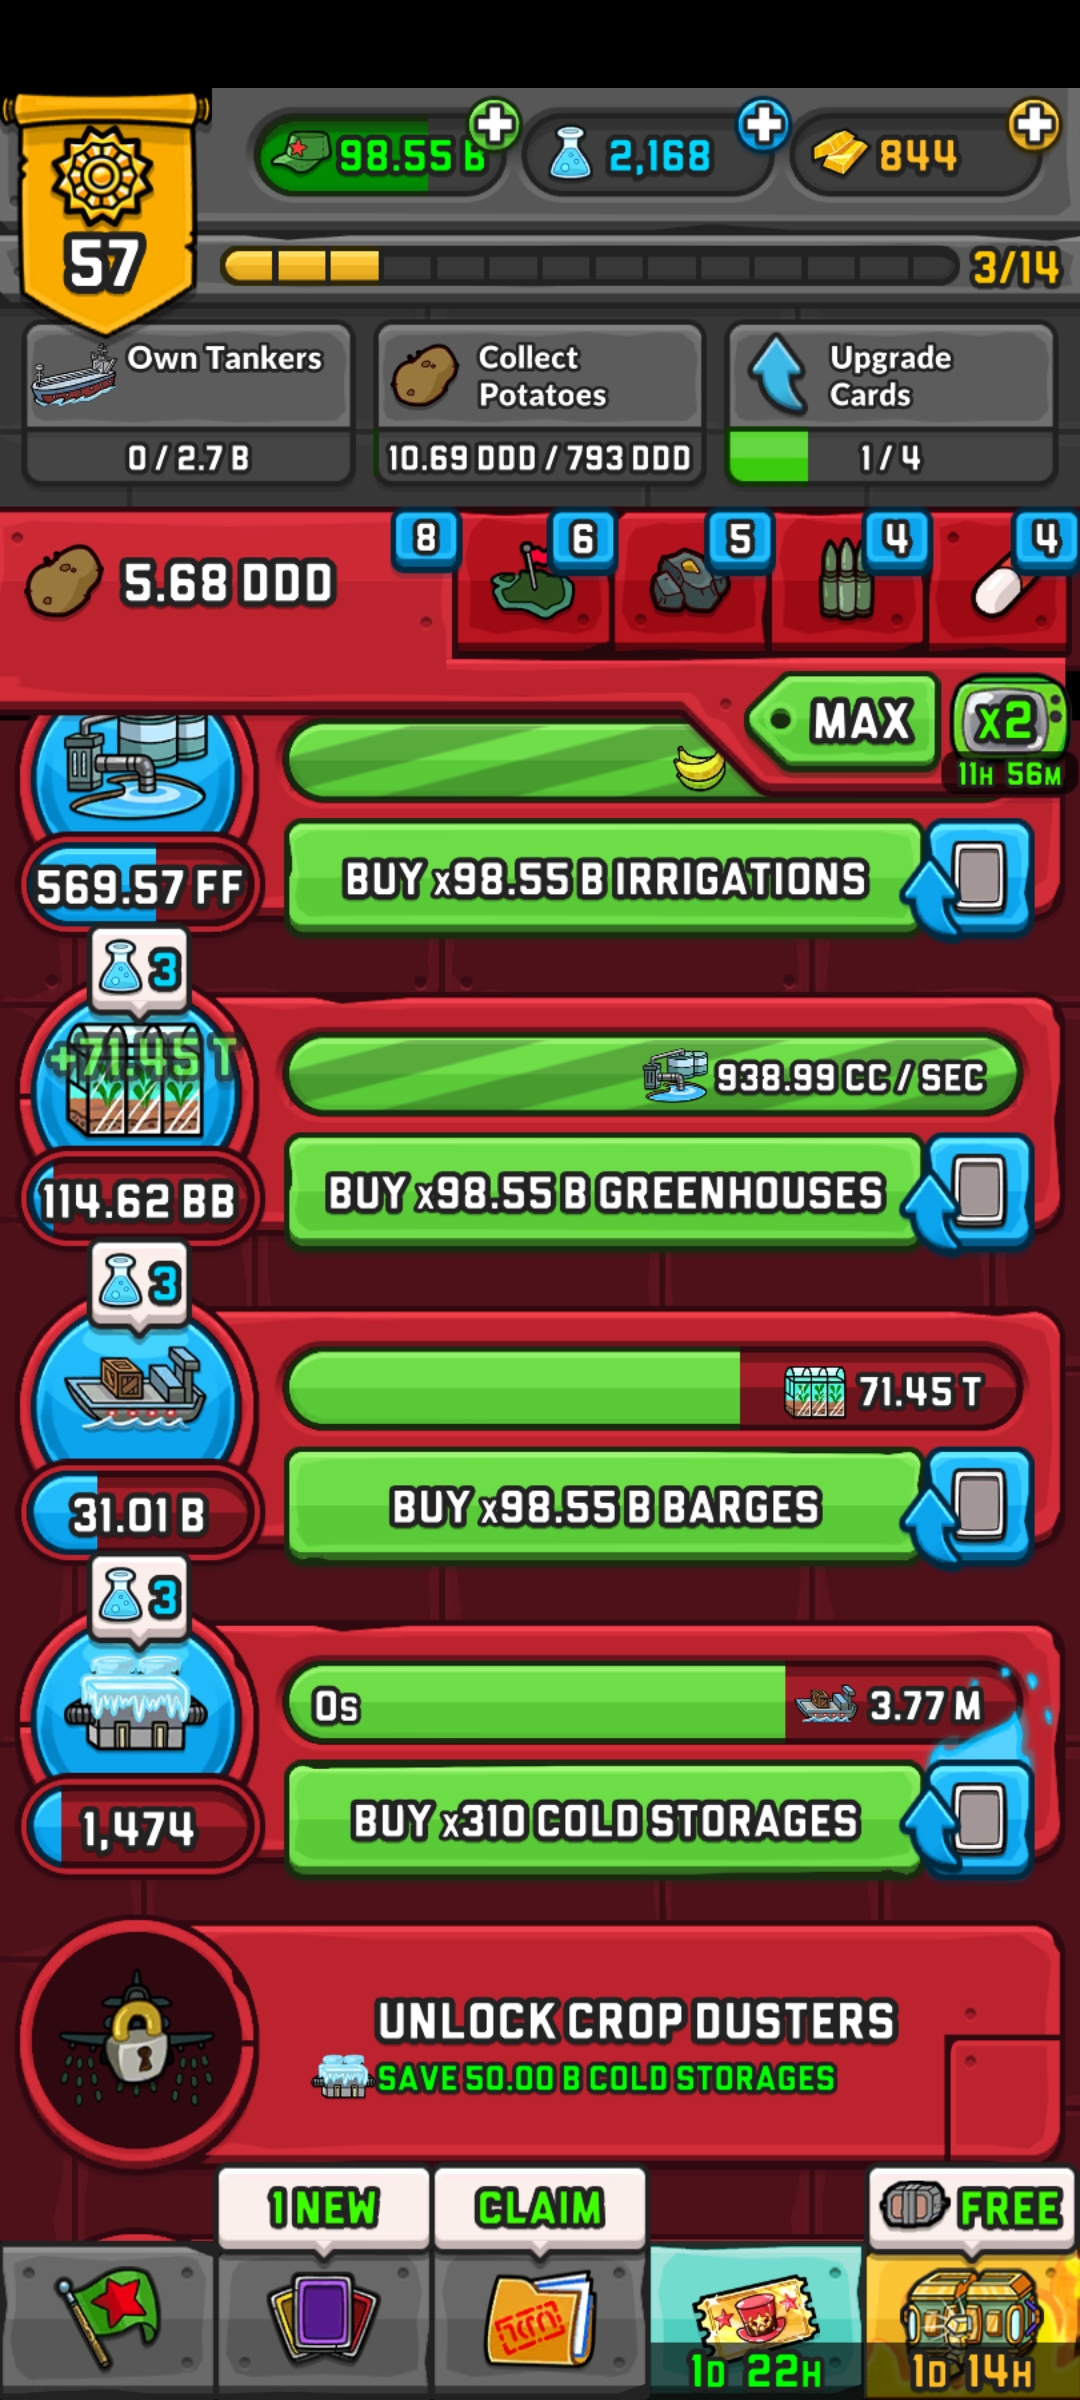 57
98.55 B
2,168
844
3/14
Own Tankers
0 / 2.7 B
Collect
Potatoes
10.69 DDD / 793 DDD
Upgrade
Cards
1 / 4
5.68 DDD
8
6
5
4
4
MAX
x2
11H 56M
569.57 FF
BUY x98.55 B IRRIGATIONS
3
+71.45 T
938.99 CC / SEC
114.62 BB
BUY x98.55 B GREENHOUSES
3
71.45 T
31.01 B
BUY x98.55 B BARGES
3
0s
3.77 M
1,474
BUY x310 COLD STORAGES
UNLOCK CROP DUSTERS
SAVE 50.00 B COLD STORAGES
1 NEW
CLAIM
FREE
1D 22H
1D 14H